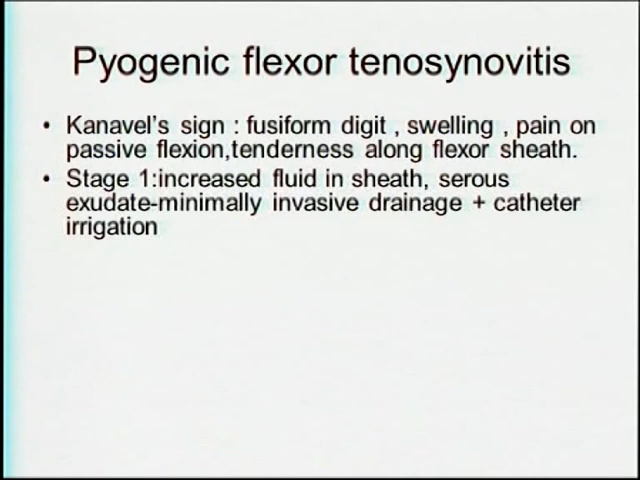 Pyogenic flexor tenosynovitis
• Kanavel's sign : fusiform digit , swelling , pain on
passive flexion,tenderness along flexor sheath.
• Stage 1:increased fluid in sheath, serous
exudate-minimally invasive drainage + catheter
irrigation